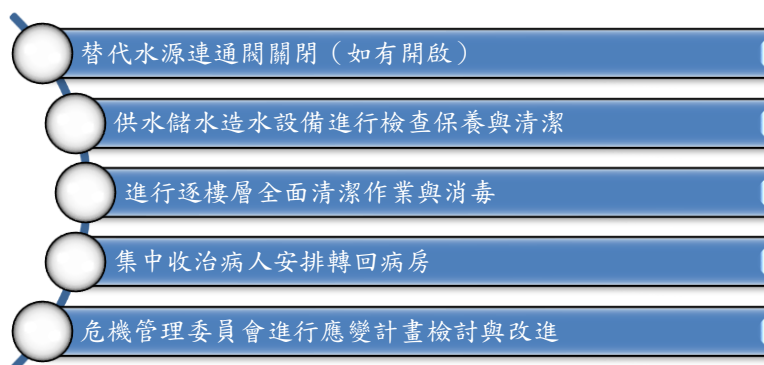 替代水源連通閥關閉（如有開啟）
供水儲水造水設備進行檢查保養與清潔
進行逐樓層全面清潔作業與消毒
集中收治病人安排轉回病房
危機管理委員會進行應變計畫檢討與改進